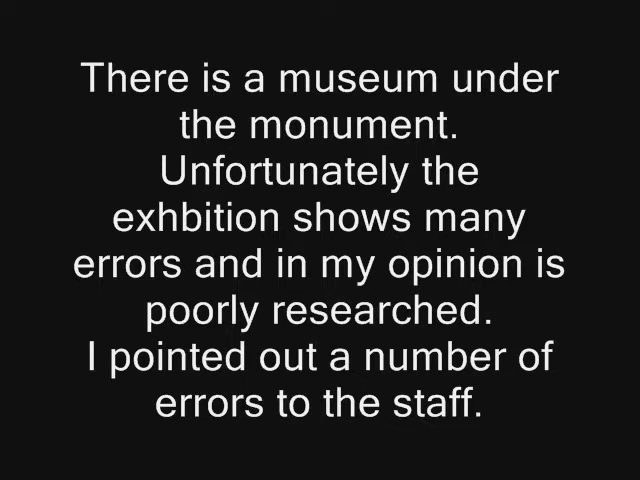 There is a museum under
the monument.
Unfortunately the
exhbition shows many
errors and in my opinion is
poorly researched.
I pointed out a number of
errors to the staff.